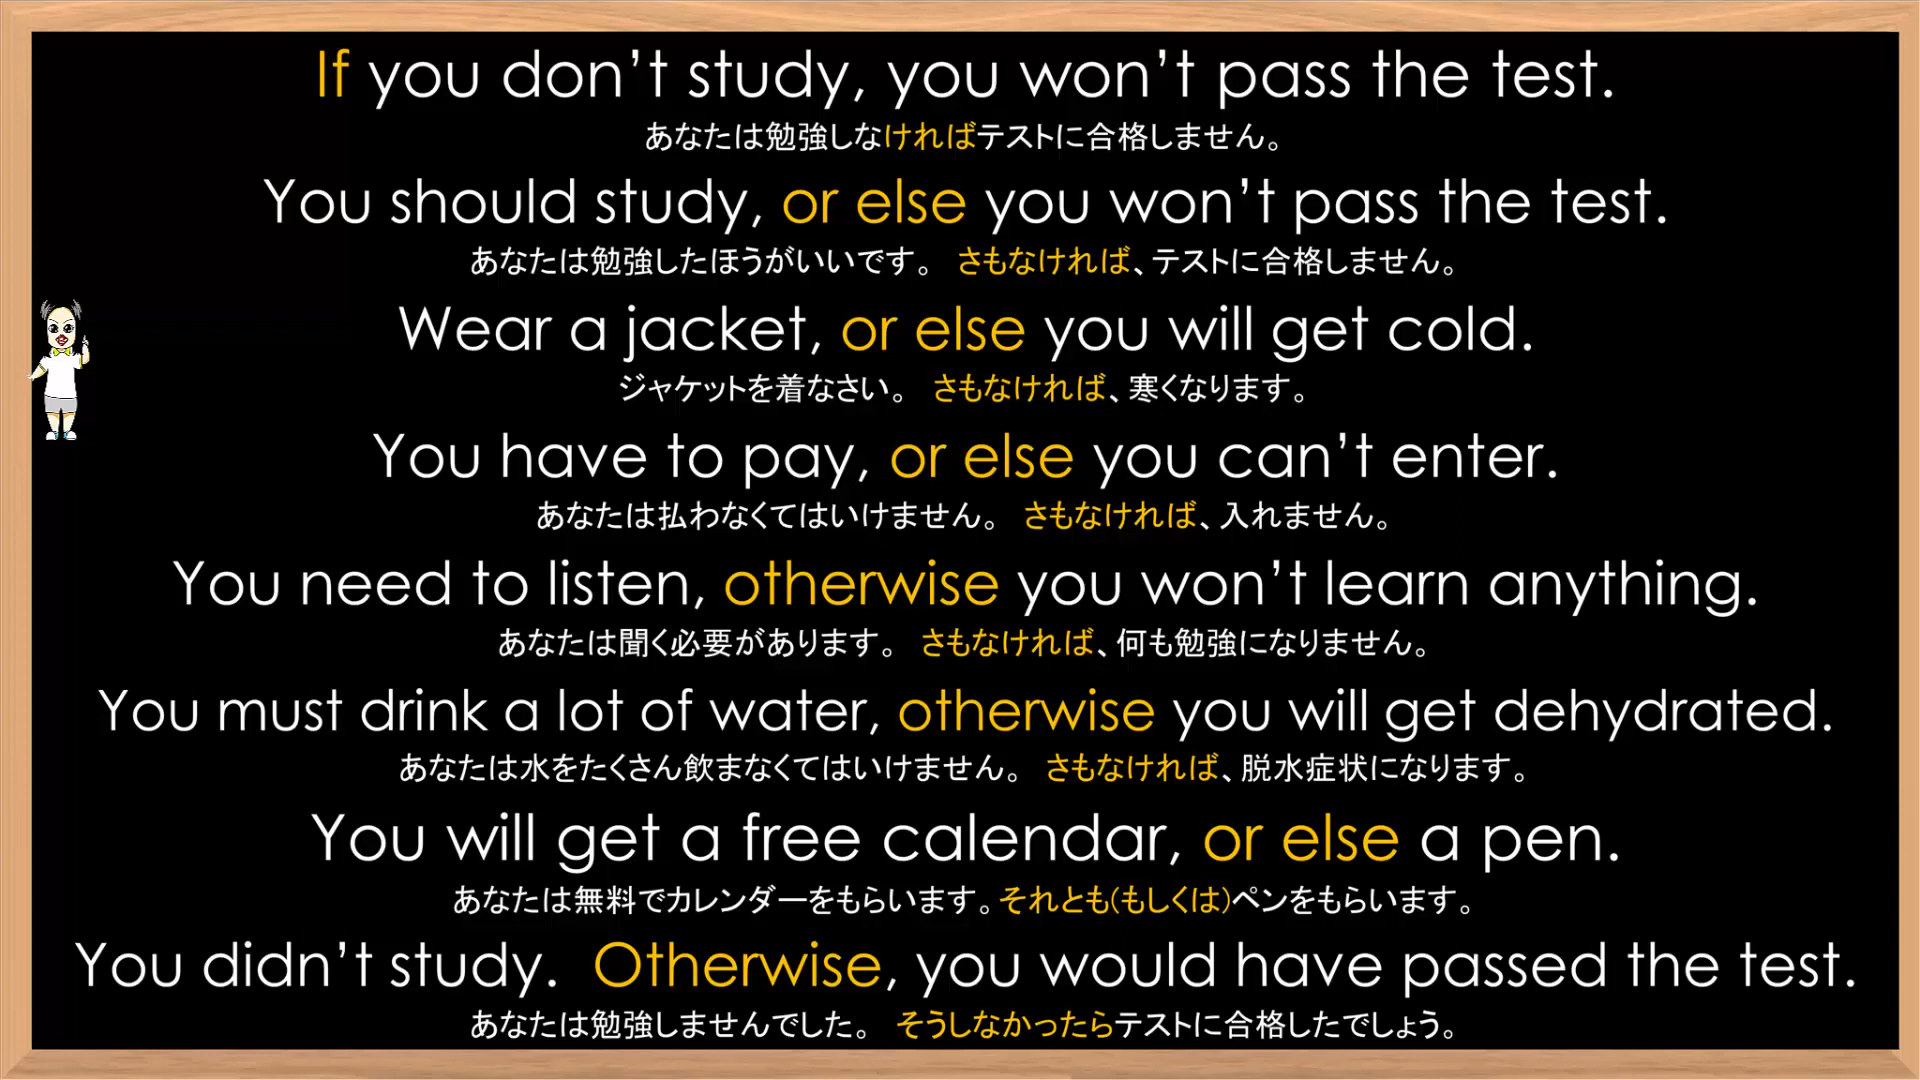 If you don’t study, you won’t pass the test.
あなたは勉強しなければテストに合格しません。
You should study, or else you won’t pass the test.
あなたは勉強したほうがいいです。 さもなければ、テストに合格しません。
Wear a jacket, or else you will get cold.
ジャケットを着なさい。 さもなければ、寒くなります。
You have to pay, or else you can’t enter.
あなたは払わなくてはいけません。 さもなければ、入れません。
You need to listen, otherwise you won’t learn anything.
あなたは聞く必要があります。 さもなければ、何も勉強になりません。
You must drink a lot of water, otherwise you will get dehydrated.
あなたは水をたくさん飲まなくてはいけません。 さもなければ、脱水症状になります。
You will get a free calendar, or else a pen.
あなたは無料でカレンダーをもらいます。それとも(もしくは)ペンをもらいます。
You didn’t study. Otherwise, you would have passed the test.
あなたは勉強しませんでした。 そうしなかったらテストに合格したでしょう。